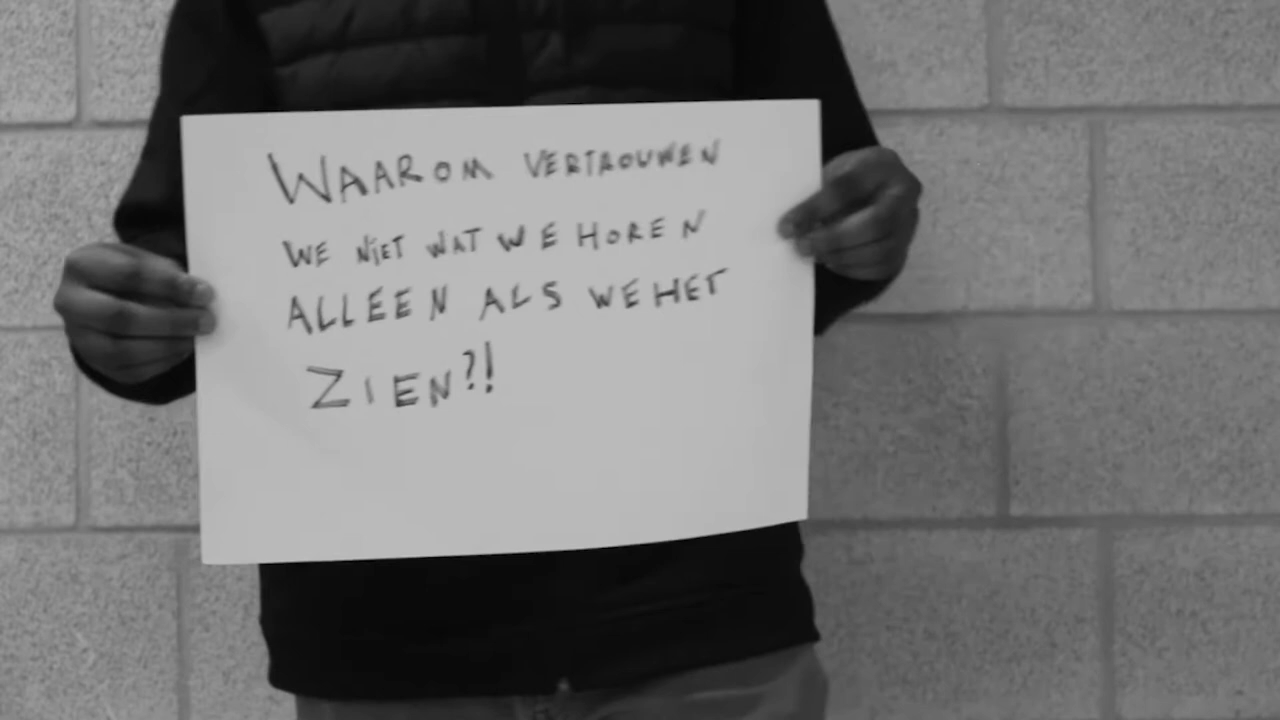 WAAROM VERTROUWEN
WE NIET WAT WE HOREN
ALLEEN ALS WE HET
ZIEN?!